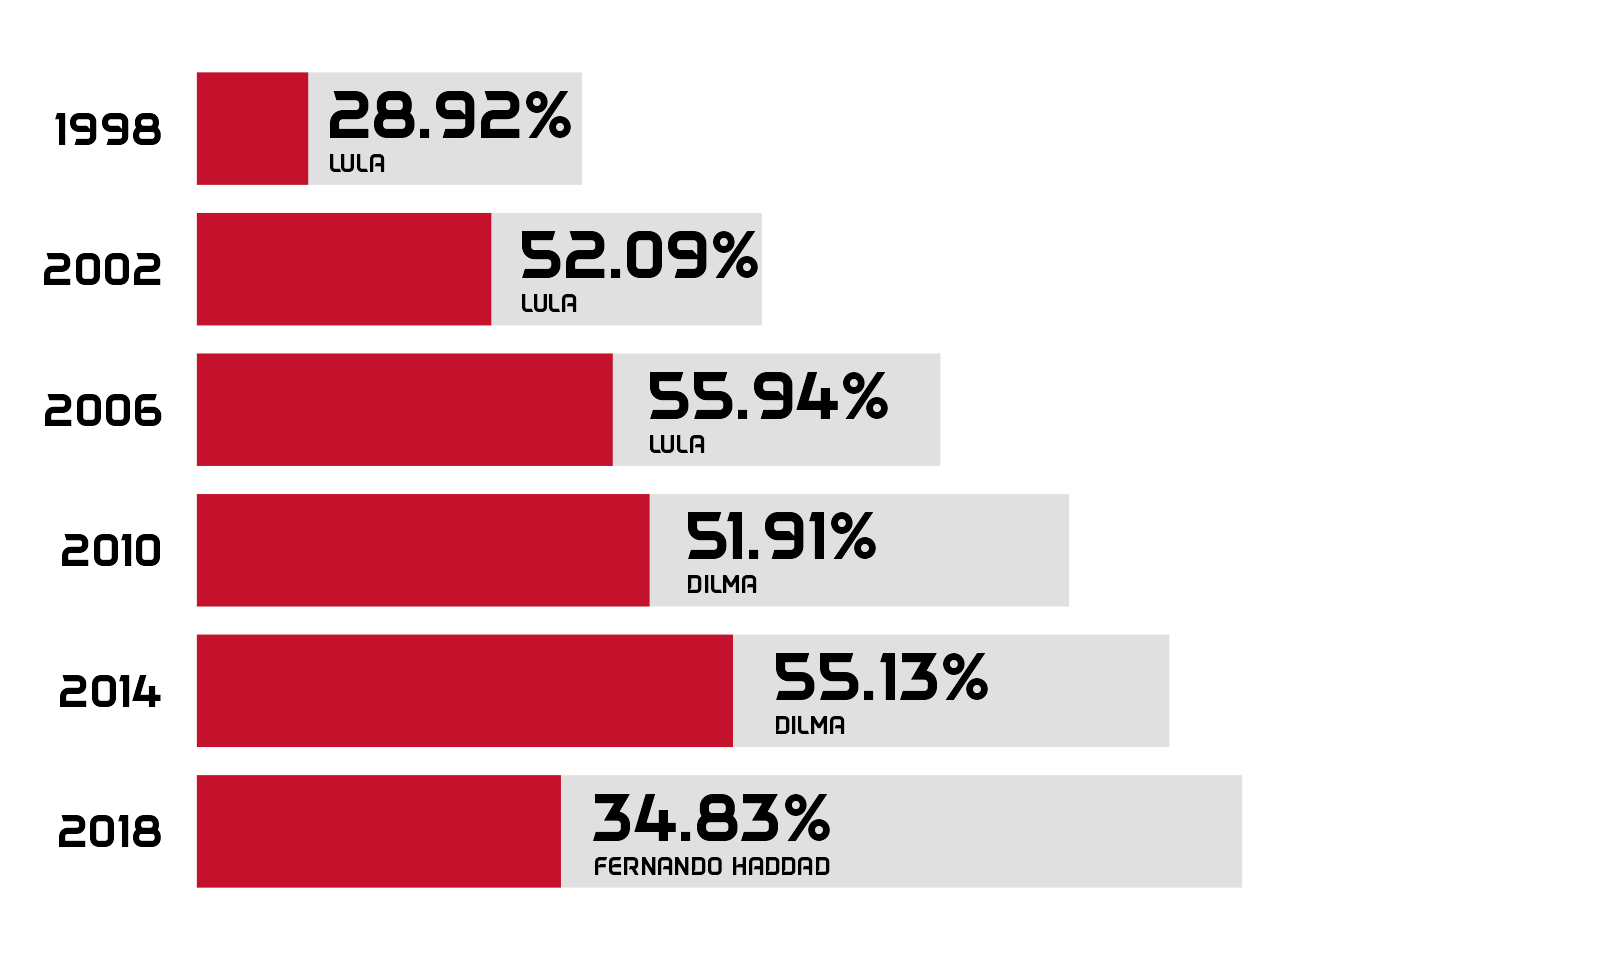 1998
28.92%
LULA
2002
52.09%
LULA
2006
55.94%
LULA
2010
51.91%
DILMA
2014
55.13%
DILMA
2018
34.83%
FERNANDO HADDAD